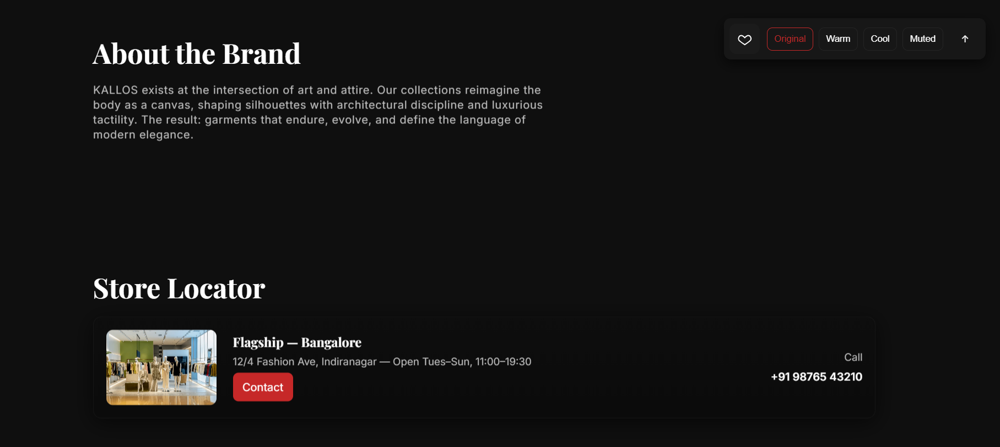 Original Warm Cool Muted ↑
About the Brand
KALLOS exists at the intersection of art and attire. Our collections reimagine the
body as a canvas, shaping silhouettes with architectural discipline and luxurious
tactility. The result: garments that endure, evolve, and define the language of
modern elegance.
Store Locator
Flagship — Bangalore
12/4 Fashion Ave, Indiranagar — Open Tues–Sun, 11:00–19:30
Contact
Call
+91 98765 43210